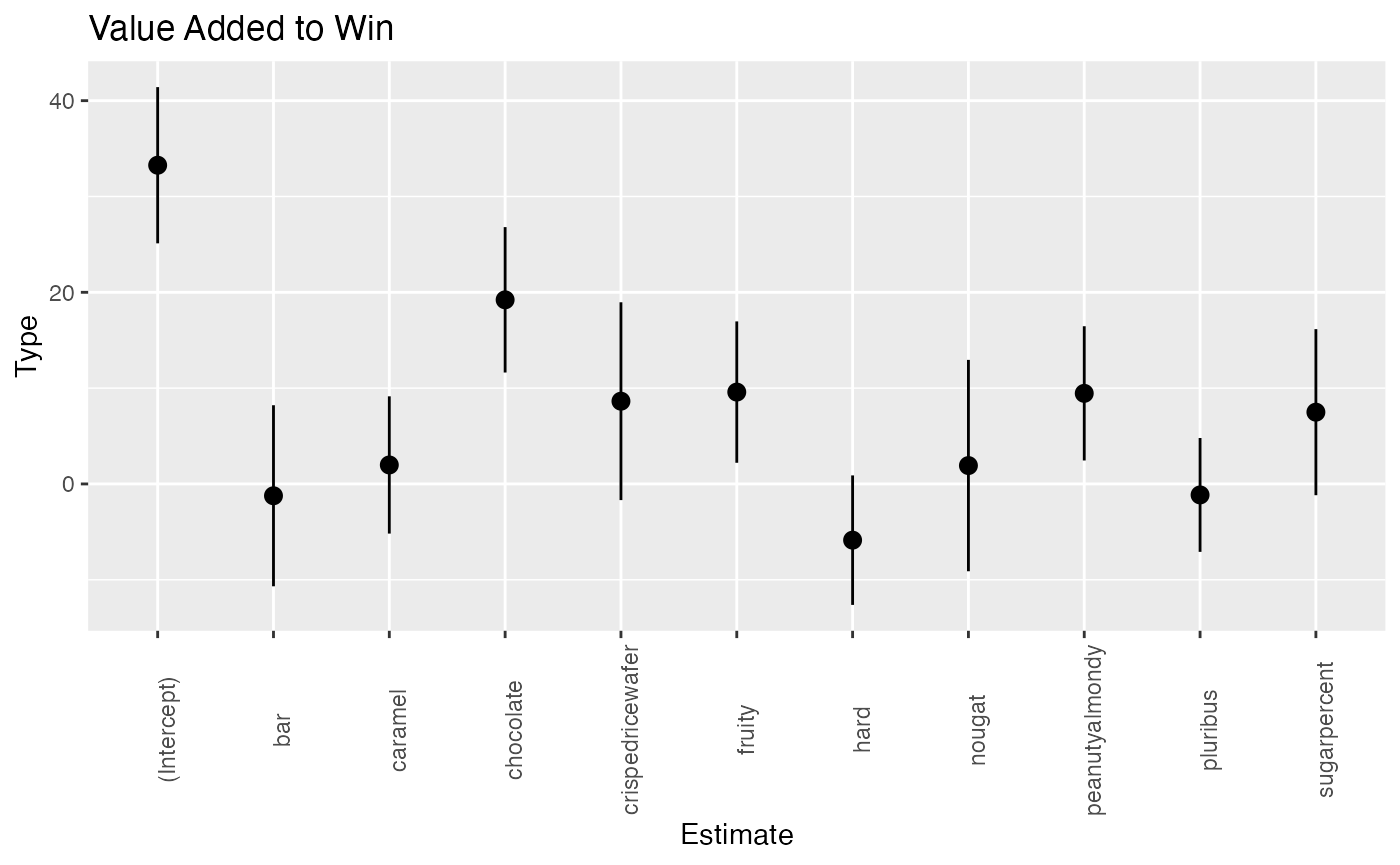 Value Added to Win
Type
40
20
0
(Intercept)
bar
caramel
chocolate
crispedricewafer
fruity
hard
nougat
peanutyalmondy
pluribus
sugarpercent
Estimate